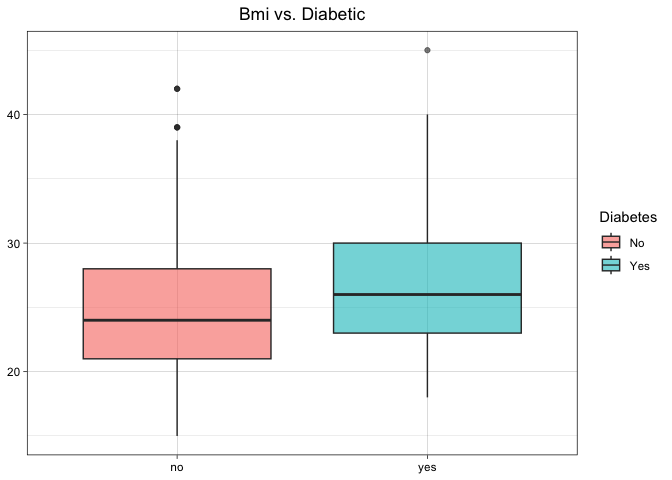 Bmi vs. Diabetic
40
30
20
no
yes
Diabetes
No
Yes